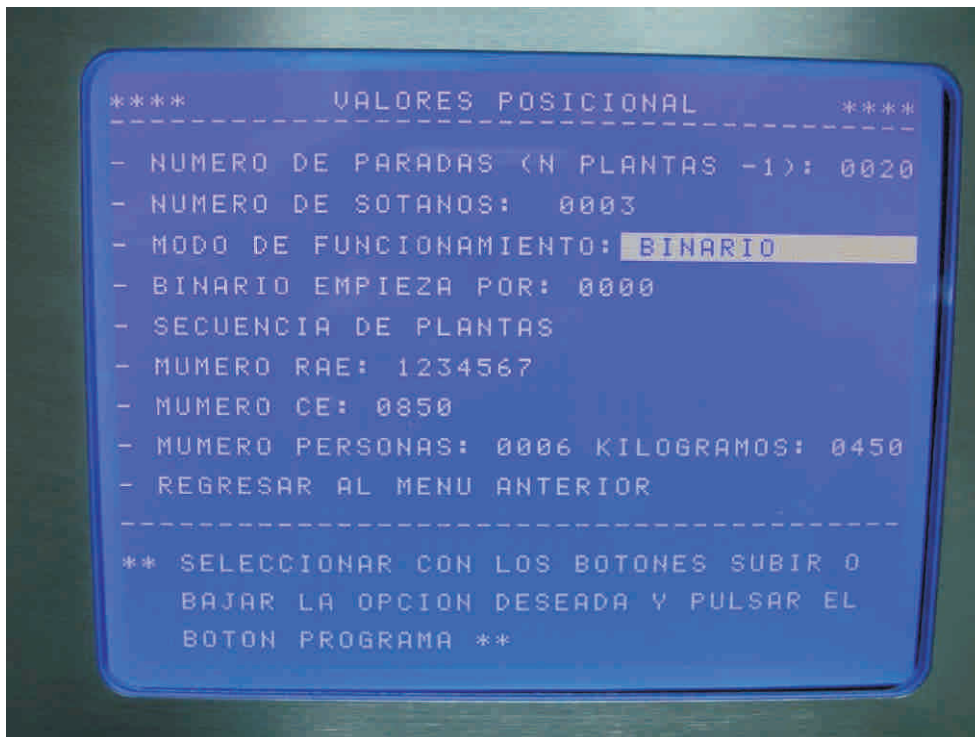 **** VALORES POSICIONAL ****
- NUMERO DE PARADAS (N PLANTAS -1): 0020
- NUMERO DE SOTANOS: 0003
- MODO DE FUNCIONAMIENTO: BINARIO
- BINARIO EMPIEZA POR: 0000
- SECUENCIA DE PLANTAS
- MUMERO RAE: 1234567
- MUMERO CE: 0850
- MUMERO PERSONAS: 0006 KILOGRAMOS: 0450
- REGRESAR AL MENU ANTERIOR
** SELECCIONAR CON LOS BOTONES SUBIR O
BAJAR LA OPCION DESEADA Y PULSAR EL
BOTON PROGRAMA **